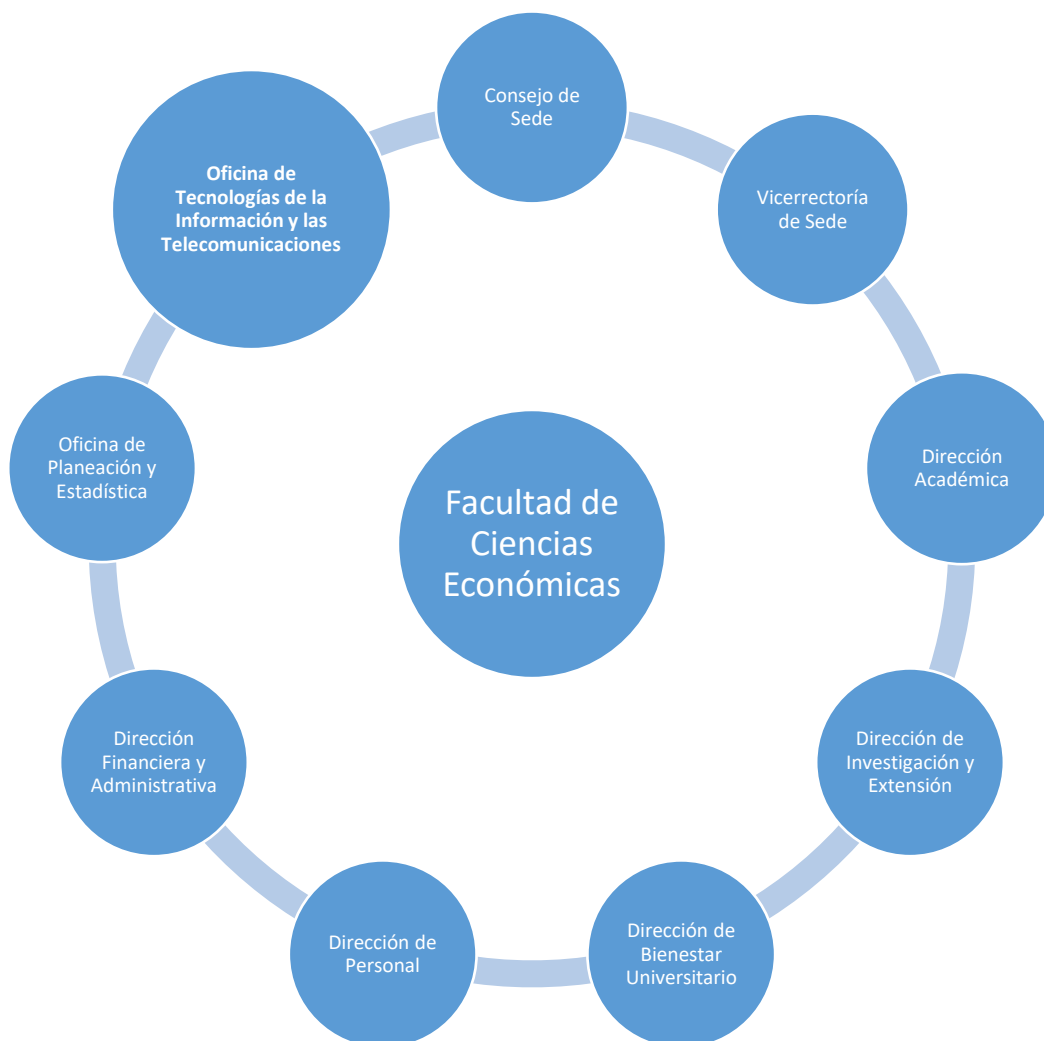 Consejo de
Sede
Vicerrectoría
de Sede
Dirección
Académica
Dirección de
Investigación y
Extensión
Dirección de
Bienestar
Universitario
Dirección de
Personal
Dirección
Financiera y
Administrativa
Oficina de
Planeación y
Estadística
Oficina de
Tecnologías de la
Información y las
Telecomunicaciones
Facultad de
Ciencias
Económicas